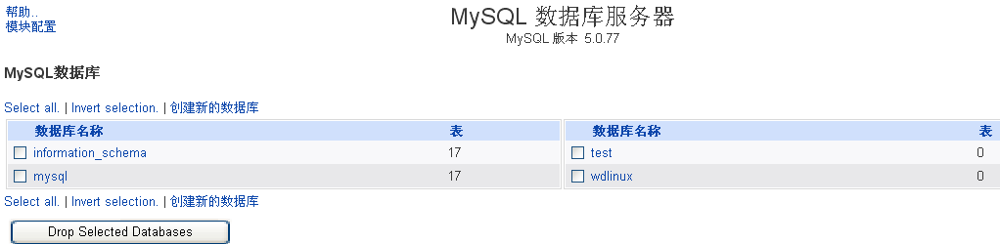 帮助..
模块配置
MySQL 数据库服务器
MySQL 版本 5.0.77
MySQL数据库
Select all. | Invert selection. | 创建新的数据库
数据库名称 表 数据库名称 表
information_schema 17 test 0
mysql 17 wdlinux 0
Select all. | Invert selection. | 创建新的数据库
Drop Selected Databases